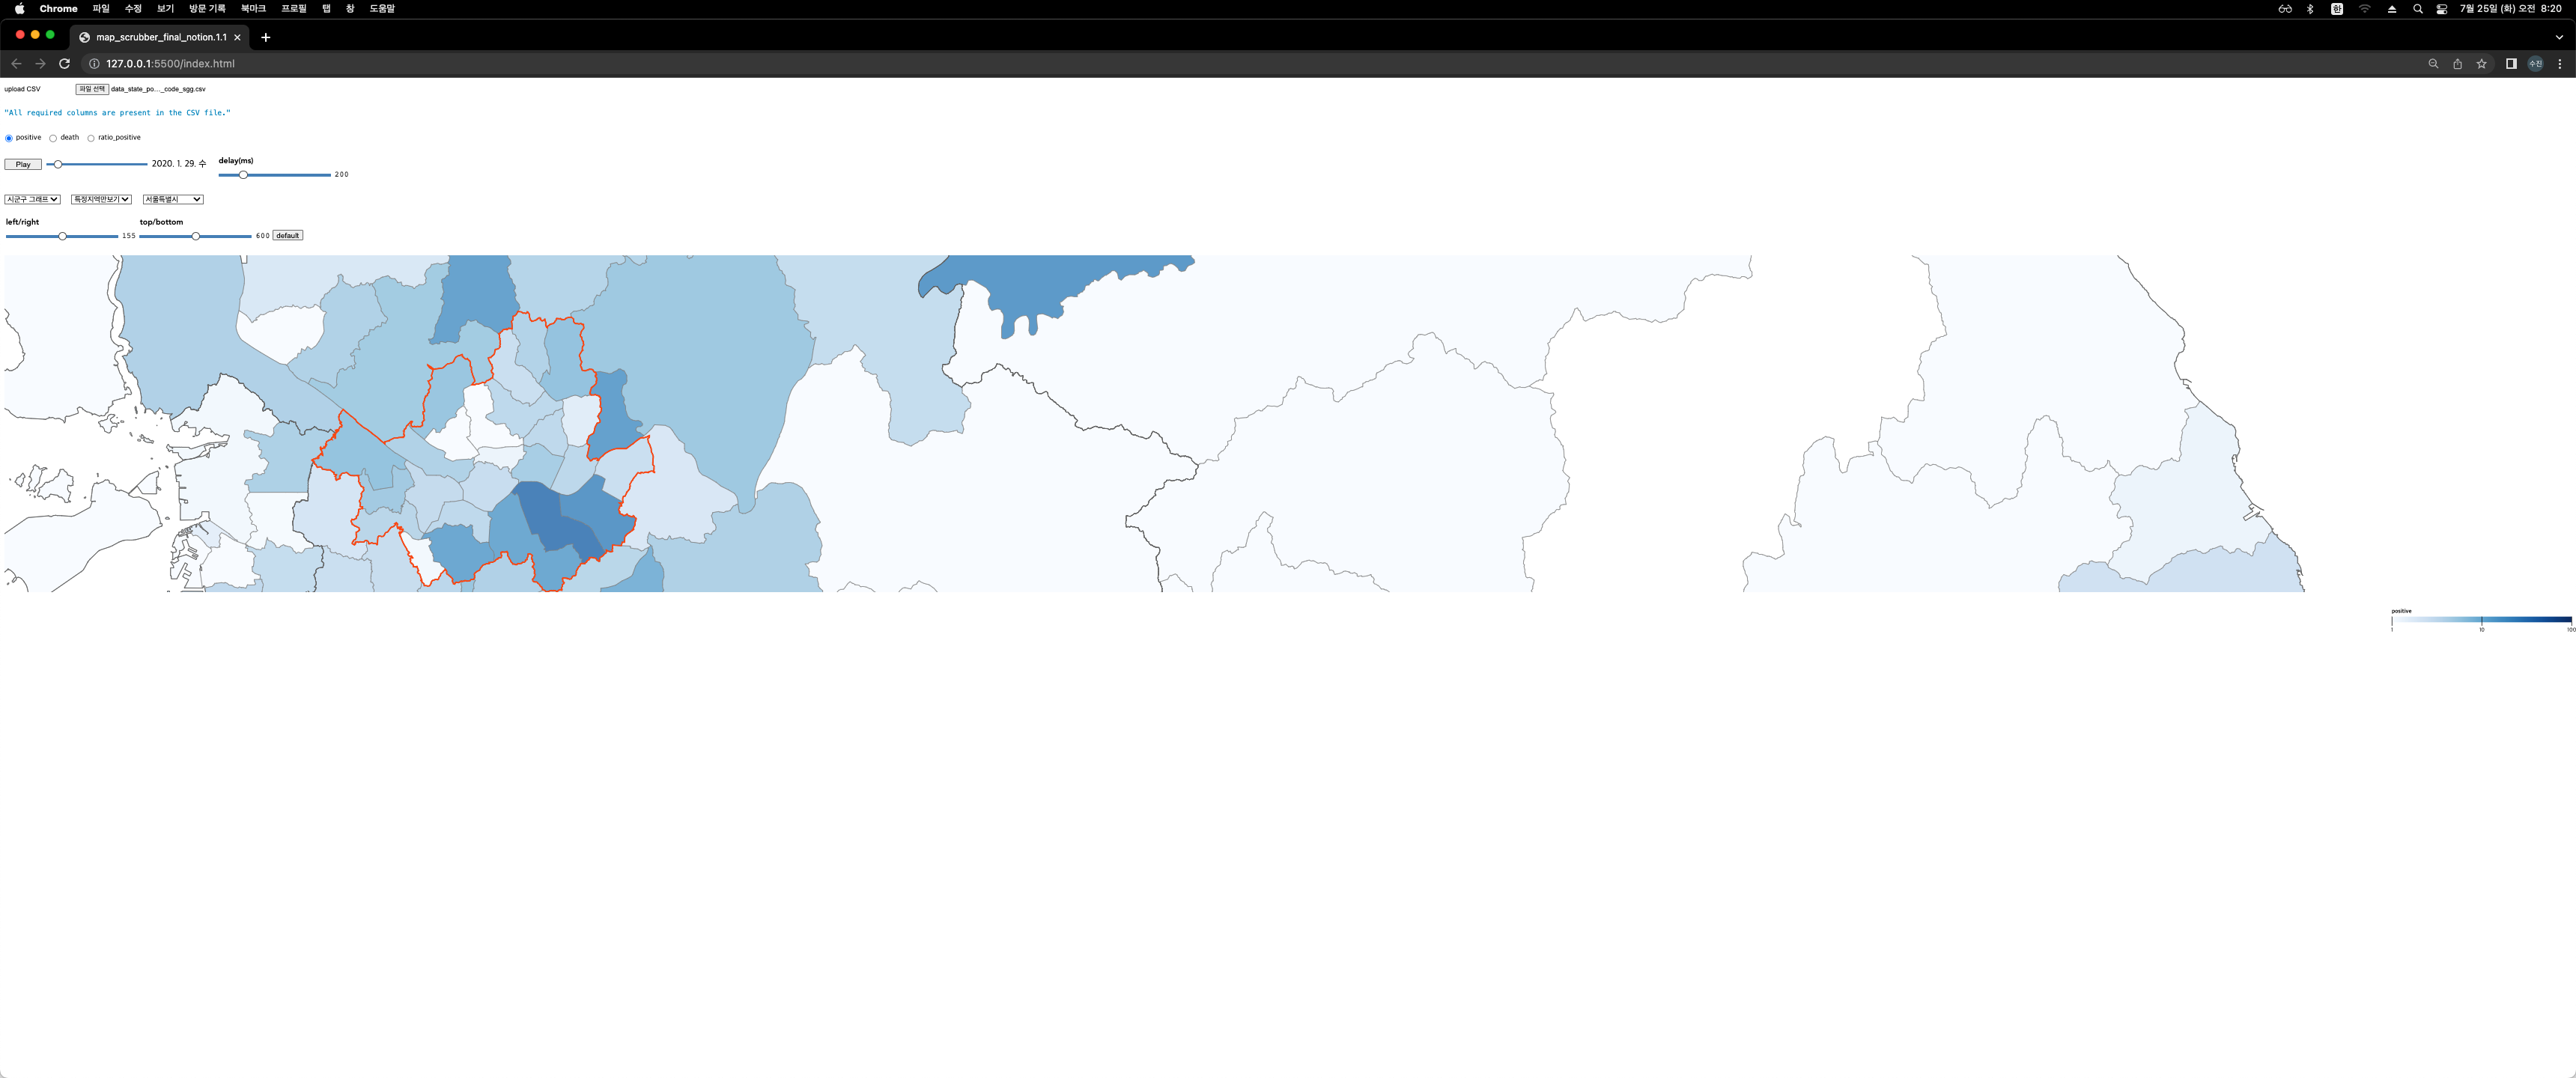 Chrome 파일 수정 보기 방문 기록 북마크 프로필 탭 창 도움말 한 7월 25일 (화) 오전 8:20
map_scrubber_final_notion.1.1
127.0.0.1:5500/index.html 수진
upload CSV 파일 선택 data_state_po..._code_sgg.csv
"All required columns are present in the CSV file."
positive death ratio_positive
Play 2020. 1. 29. 수 delay(ms)
200
시군구 그래프 특정지역만보기 서울특별시
left/right top/bottom
155 600 default
positive
1 10 100